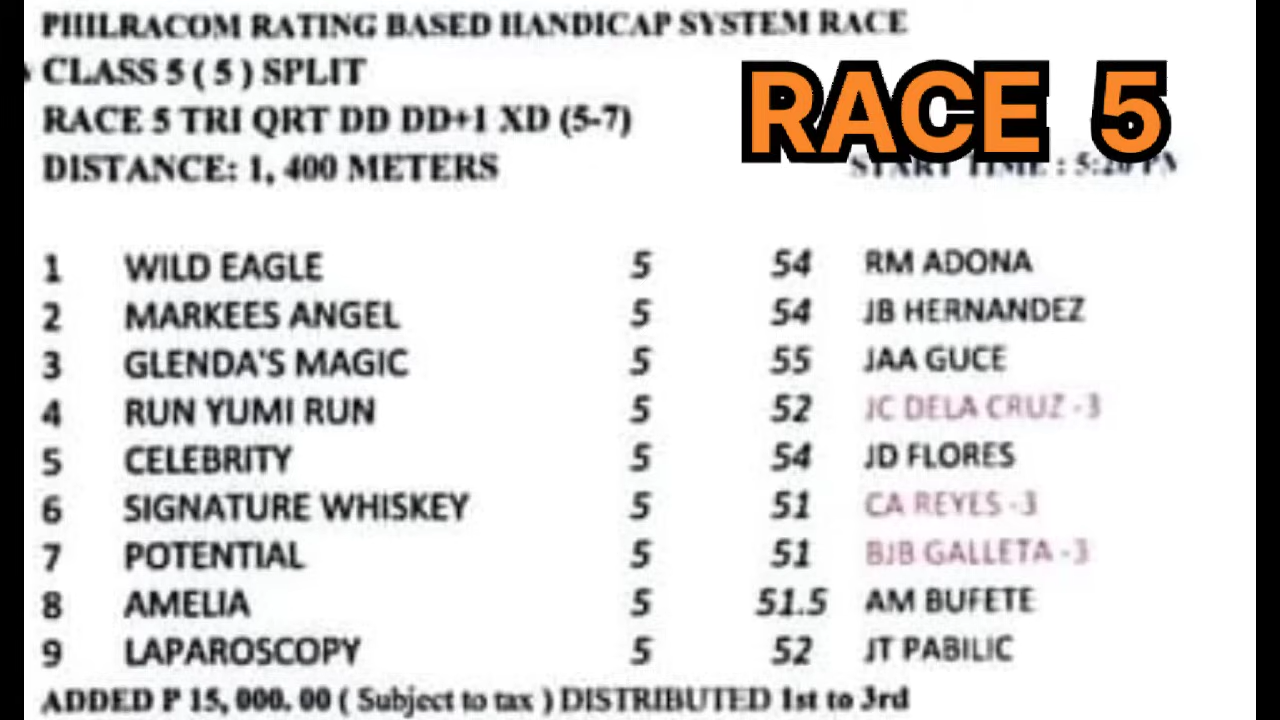 PHILRACOM RATING BASED HANDICAP SYSTEM RACE
CLASS 5 ( 5 ) SPLIT
RACE 5
RACE 5 TRI QRT DD DD+1 XD (5-7)
DISTANCE: 1, 400 METERS START TIME : 5:20 PM
1 WILD EAGLE 5 54 RM ADONA
2 MARKEES ANGEL 5 54 JB HERNANDEZ
3 GLENDA'S MAGIC 5 55 JAA GUCE
4 RUN YUMI RUN 5 52 JC DELA CRUZ -3
5 CELEBRITY 5 54 JD FLORES
6 SIGNATURE WHISKEY 5 51 CA REYES -3
7 POTENTIAL 5 51 BJB GALLETA -3
8 AMELIA 5 51.5 AM BUFETE
9 LAPAROSCOPY 5 52 JT PABILIC
ADDED P 15, 000. 00 ( Subject to tax ) DISTRIBUTED 1st to 3rd